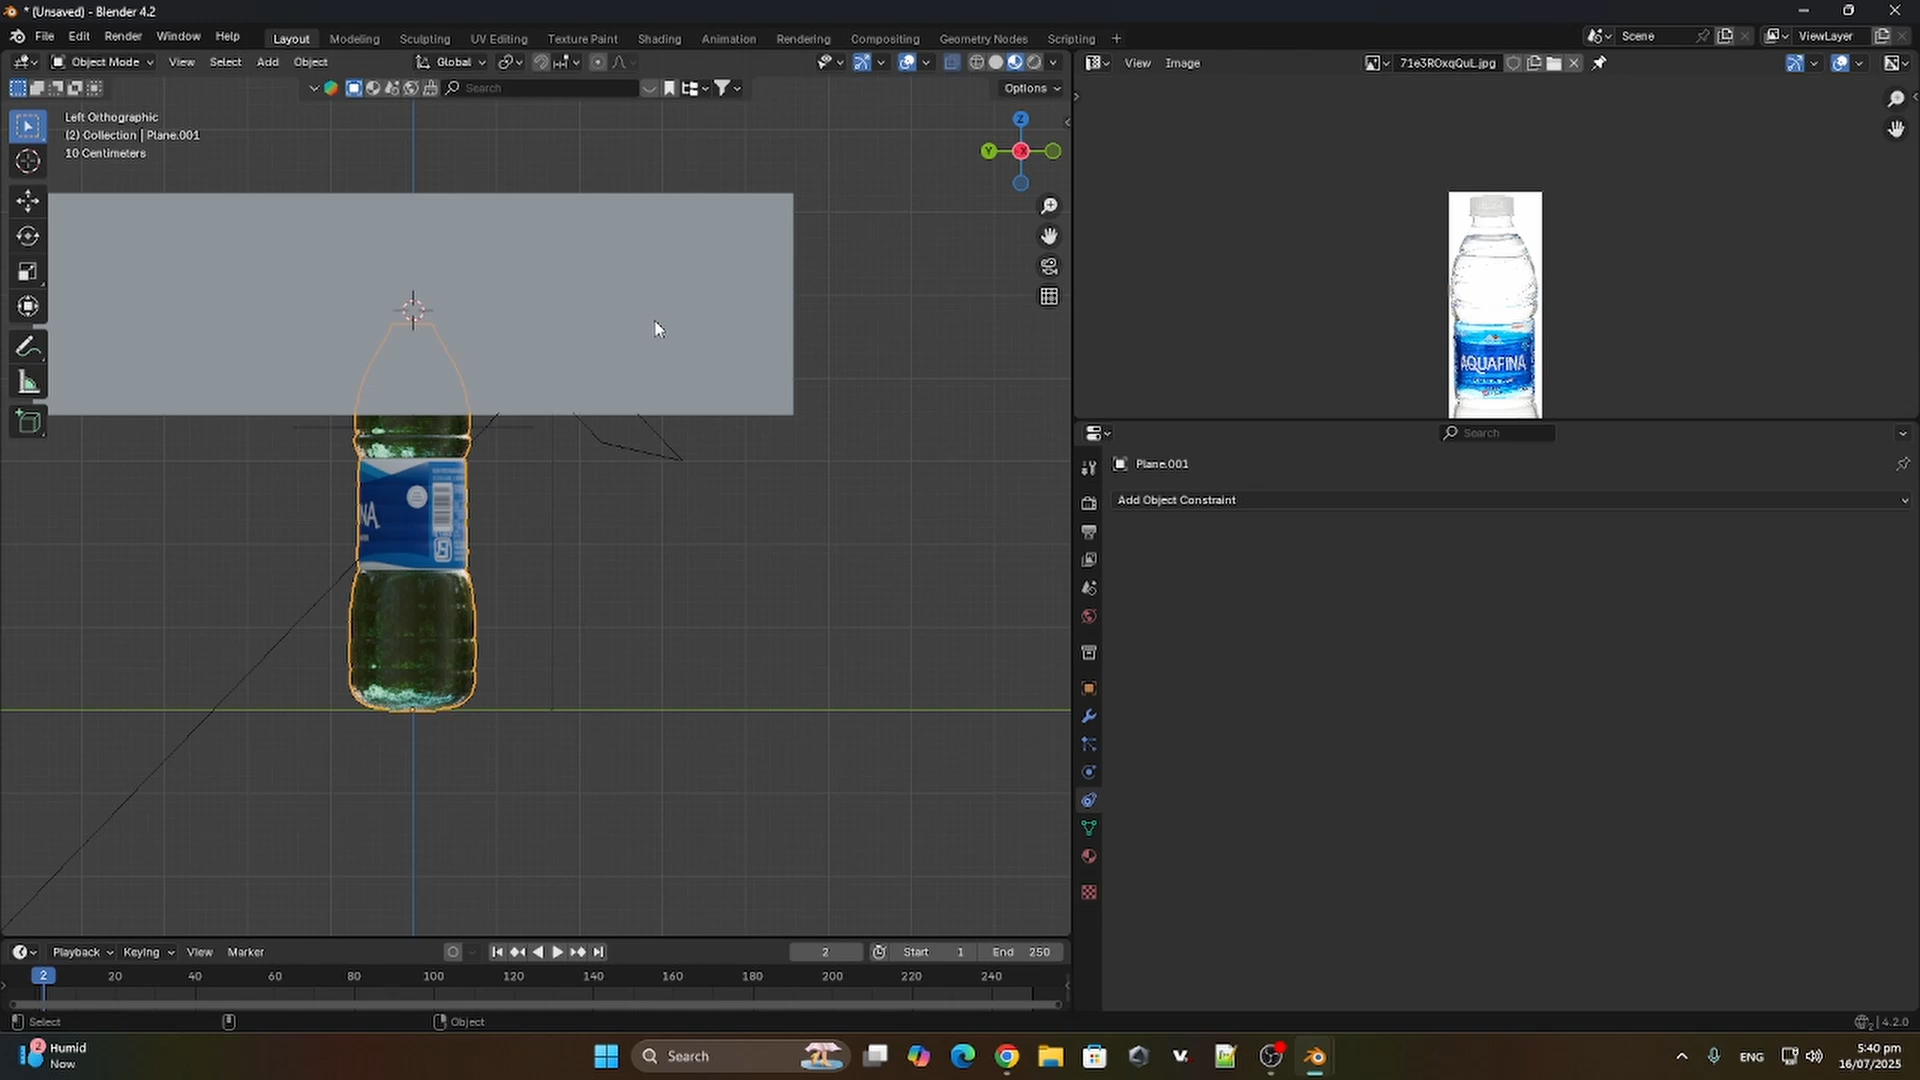 * (Unsaved) - Blender 4.2
File Edit Render Window Help
Layout Modeling Sculpting UV Editing Texture Paint Shading Animation Rendering Compositing Geometry Nodes Scripting +
Scene
ViewLayer
Object Mode View Select Add Object
Global
View Image
71e3ROxqQuL.jpg
Search
Options
Left Orthographic
(2) Collection | Plane.001
10 Centimeters
Z
Y
X
AQUAFINA
NA
Search
Plane.001
Add Object Constraint
Playback Keying View Marker
2
Start 1
End 250
2 20 40 60 80 100 120 140 160 180 200 220 240
Select
Object
4.2.0
2
Humid
Now
Search
ENG
5:40 pm
16/07/2025